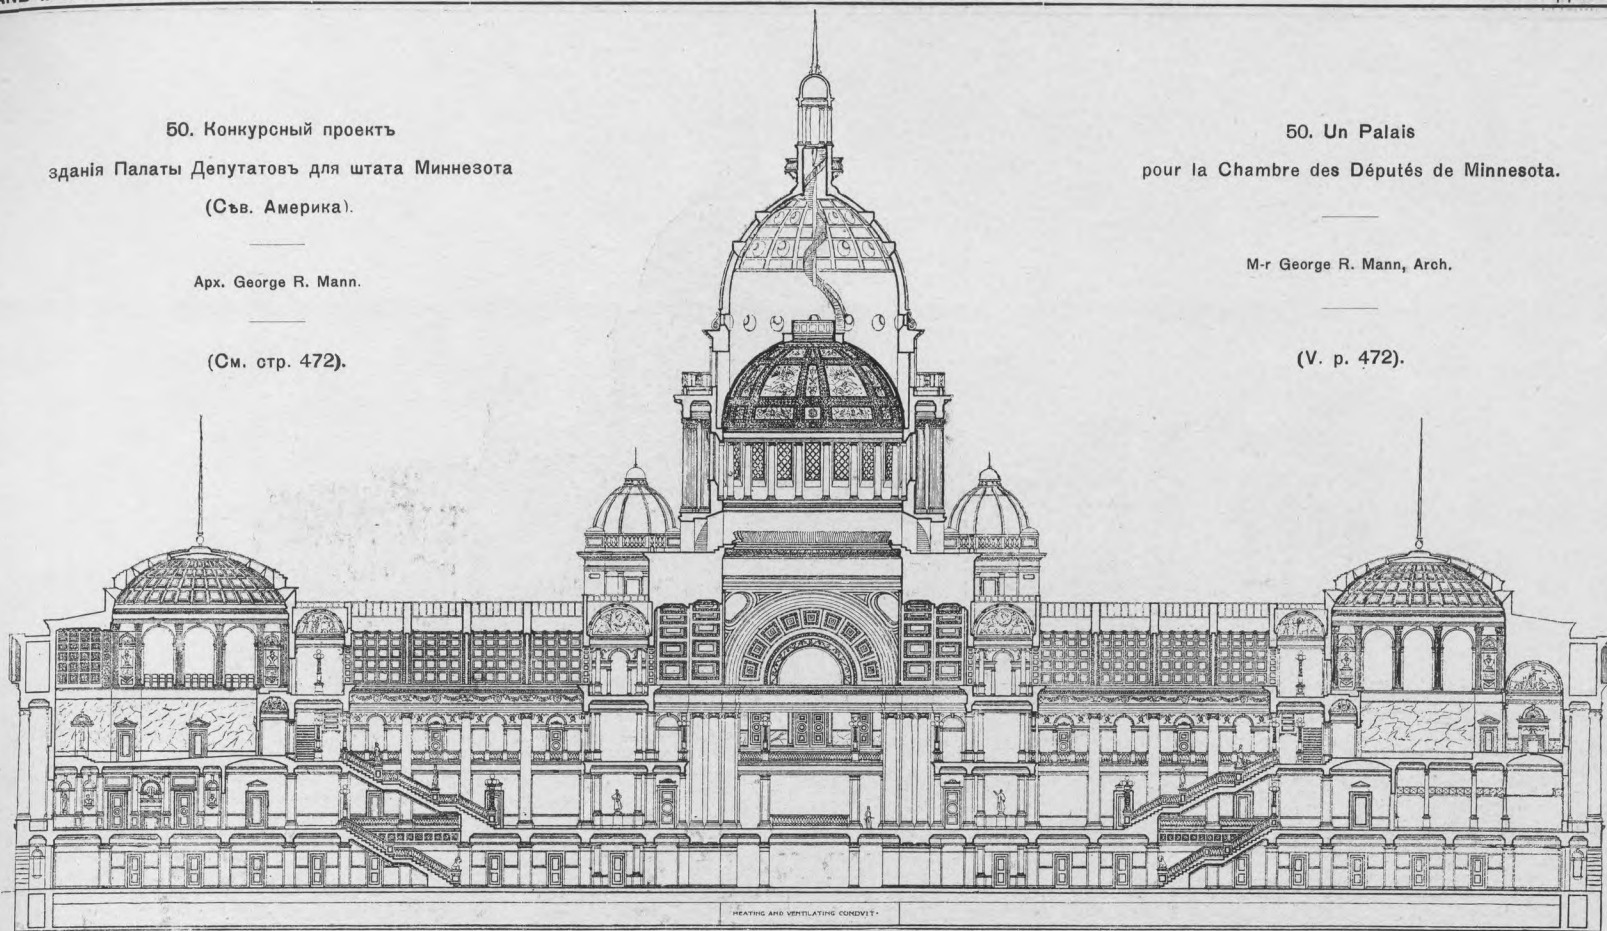 50. Конкурсный проектъ
зданія Палаты Депутатовъ для штата Миннезота
(Сѣв. Америка).
Арх. George R. Mann.
(См. стр. 472).
50. Un Palais
pour la Chambre des Députés de Minnesota.
M-r George R. Mann, Arch.
(V. p. 472).
HEATING AND VENTILATING CONDVIT